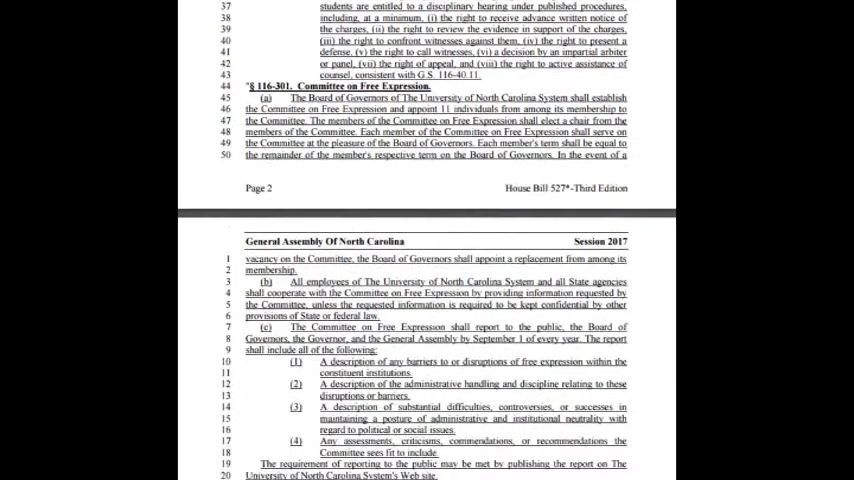 37 students are entitled to a disciplinary hearing under published procedures,
38 including, at a minimum, (i) the right to receive advance written notice of
39 the charges, (ii) the right to review the evidence in support of the charges,
40 (iii) the right to confront witnesses against them, (iv) the right to present a
41 defense, (v) the right to call witnesses, (vi) a decision by an impartial arbiter
42 or panel, (vii) the right of appeal, and (viii) the right to active assistance of
43 counsel, consistent with G.S. 116-40.11.
44 "§ 116-301. Committee on Free Expression.
45 (a) The Board of Governors of The University of North Carolina System shall establish
46 the Committee on Free Expression and appoint 11 individuals from among its membership to
47 the Committee. The members of the Committee on Free Expression shall elect a chair from the
48 members of the Committee. Each member of the Committee on Free Expression shall serve on
49 the Committee at the pleasure of the Board of Governors. Each member's term shall be equal to
50 the remainder of the member's respective term on the Board of Governors. In the event of a
Page 2 House Bill 527*-Third Edition
General Assembly Of North Carolina Session 2017
1 vacancy on the Committee, the Board of Governors shall appoint a replacement from among its
2 membership.
3 (b) All employees of The University of North Carolina System and all State agencies
4 shall cooperate with the Committee on Free Expression by providing information requested by
5 the Committee, unless the requested information is required to be kept confidential by other
6 provisions of State or federal law.
7 (c) The Committee on Free Expression shall report to the public, the Board of
8 Governors, the Governor, and the General Assembly by September 1 of every year. The report
9 shall include all of the following:
10 (1) A description of any barriers to or disruptions of free expression within the
11 constituent institutions.
12 (2) A description of the administrative handling and discipline relating to these
13 disruptions or barriers.
14 (3) A description of substantial difficulties, controversies, or successes in
15 maintaining a posture of administrative and institutional neutrality with
16 regard to political or social issues.
17 (4) Any assessments, criticisms, commendations, or recommendations the
18 Committee sees fit to include.
19 The requirement of reporting to the public may be met by publishing the report on The
20 University of North Carolina System's Web site.